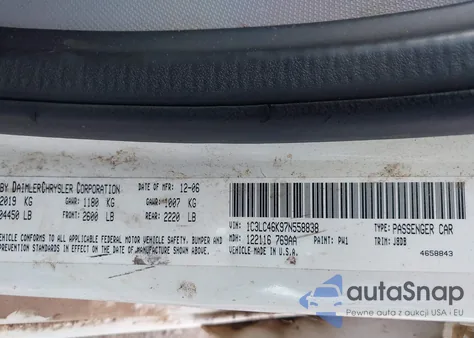 BY DAIMLERCHRYSLER CORPORATION DATE OF MFR: 12-06
2019 KG GAWR: 1180 KG GAWR: 1007 KG
04450 LB FRONT: 2600 LB REAR: 2220 LB
VEHICLE CONFORMS TO ALL APPLICABLE FEDERAL MOTOR VEHICLE SAFETY, BUMPER AND
PREVENTION STANDARDS IN EFFECT ON THE DATE OF MANUFACTURE SHOWN ABOVE.
1C3LC46K97N558838 TYPE: PASSENGER CAR
MDH: 122116 769AA PAINT: PW1 TRIM: J8DB
VEHICLE MADE IN U.S.A. 4658843
autoSnap
Pewne auta z aukcji USA i EU